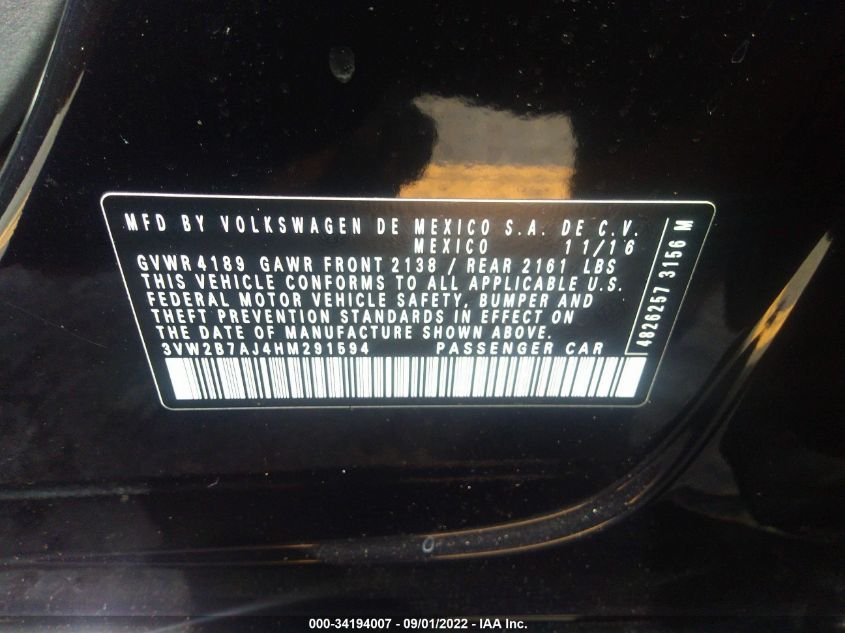 MFD BY VOLKSWAGEN DE MEXICO S.A. DE C.V.
MEXICO 11/16
GVWR 4189 GAWR FRONT 2138 / REAR 2161 LBS
THIS VEHICLE CONFORMS TO ALL APPLICABLE U.S.
FEDERAL MOTOR VEHICLE SAFETY, BUMPER AND
THEFT PREVENTION STANDARDS IN EFFECT ON
THE DATE OF MANUFACTURE SHOWN ABOVE.
3VW2B7AJ4HM291594 PASSENGER CAR
4826257 3156 M
000-34194007 - 09/01/2022 - IAA Inc.